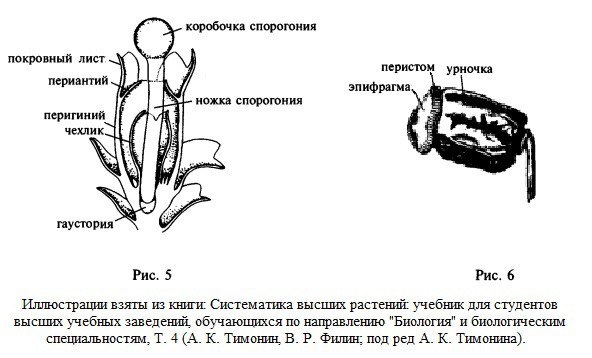 коробочка спорогония
покровный лист
периантий
ножка спорогония
перигиний
чехлик
гаустория
Рис. 5
перистом
урночка
эпифрагма
Рис. 6
Иллюстрации взяты из книги: Систематика высших растений: учебник для студентов
высших учебных заведений, обучающихся по направлению "Биология" и биологическим
специальностям, Т. 4 (А. К. Тимонин, В. Р. Филин; под ред А. К. Тимонина).